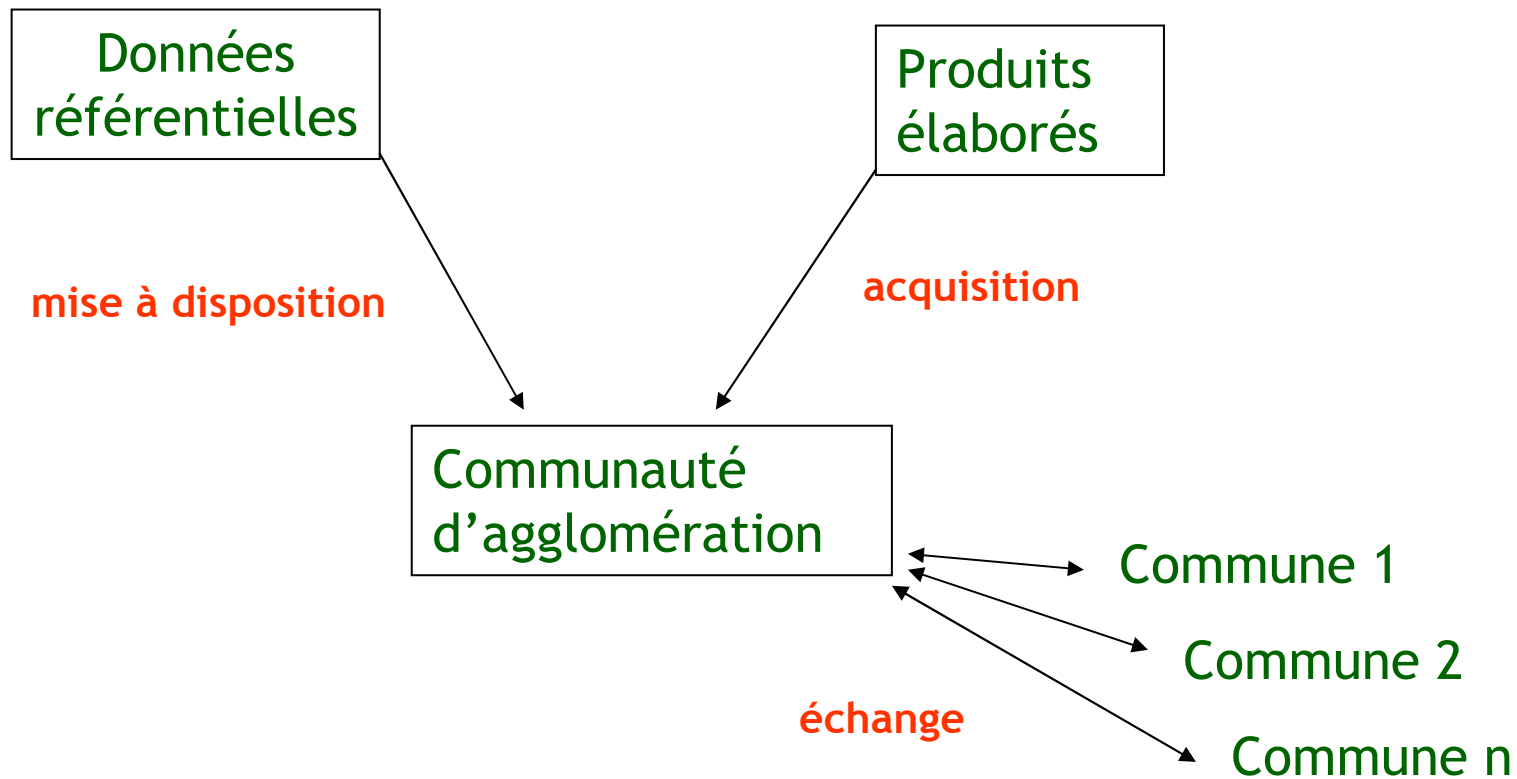 Données
référentielles
Produits
élaborés
mise à disposition
acquisition
Communauté
d’agglomération
Commune 1
Commune 2
échange
Commune n